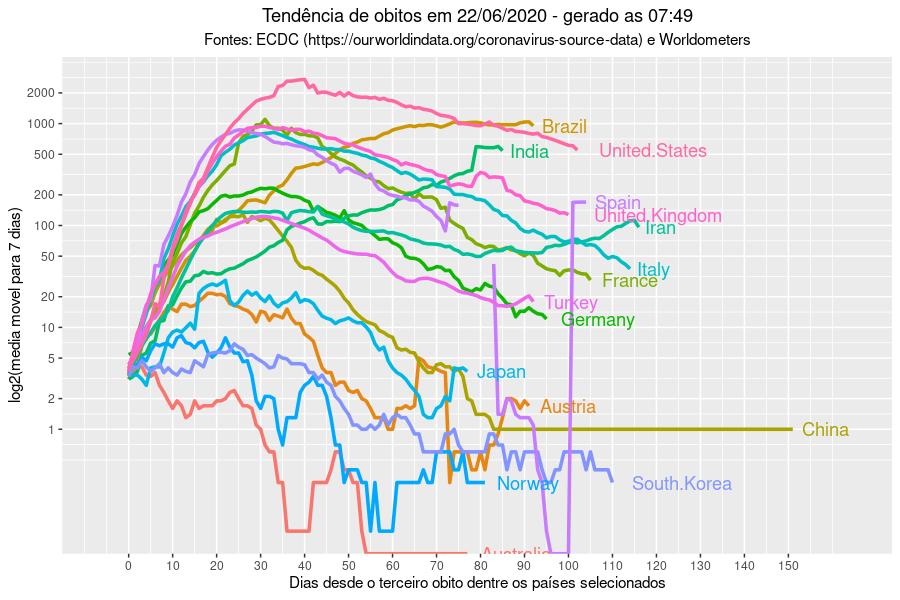 Tendência de obitos em 22/06/2020 - gerado as 07:49
Fontes: ECDC (https://ourworldindata.org/coronavirus-source-data) e Worldometers
log2(media movel para 7 dias)
2000
1000
500
200
100
50
20
10
5
2
1
Brazil
United.States
India
Spain
United.Kingdom
Iran
Italy
France
Turkey
Germany
Japan
Austria
China
Norway
South.Korea
Australia
0 10 20 30 40 50 60 70 80 90 100 110 120 130 140 150
Dias desde o terceiro obito dentre os países selecionados